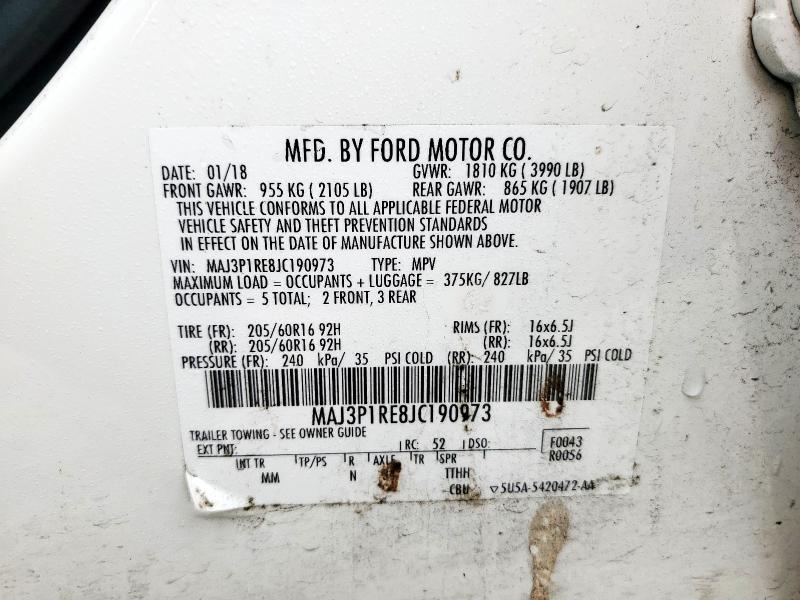 MFD. BY FORD MOTOR CO.
DATE: 01/18 GVWR: 1810 KG ( 3990 LB)
FRONT GAWR: 955 KG ( 2105 LB) REAR GAWR: 865 KG ( 1907 LB)
THIS VEHICLE CONFORMS TO ALL APPLICABLE FEDERAL MOTOR
VEHICLE SAFETY AND THEFT PREVENTION STANDARDS
IN EFFECT ON THE DATE OF MANUFACTURE SHOWN ABOVE.
VIN: MAJ3P1RE8JC190973 TYPE: MPV
MAXIMUM LOAD = OCCUPANTS + LUGGAGE = 375KG/ 827LB
OCCUPANTS = 5 TOTAL; 2 FRONT, 3 REAR
TIRE (FR): 205/60R16 92H RIMS (FR): 16x6.5J
(RR): 205/60R16 92H (RR): 16x6.5J
PRESSURE (FR): 240 kPa/ 35 PSI COLD (RR): 240 kPa/ 35 PSI COLD
MAJ3P1RE8JC190973
TRAILER TOWING - SEE OWNER GUIDE
EXT PNT: RC: 52 DSO: F0043
R0056
INT TR TP/PS R AXLE TR SPR
MM N TTHH
CBU ▽5U5A-5420472-AA